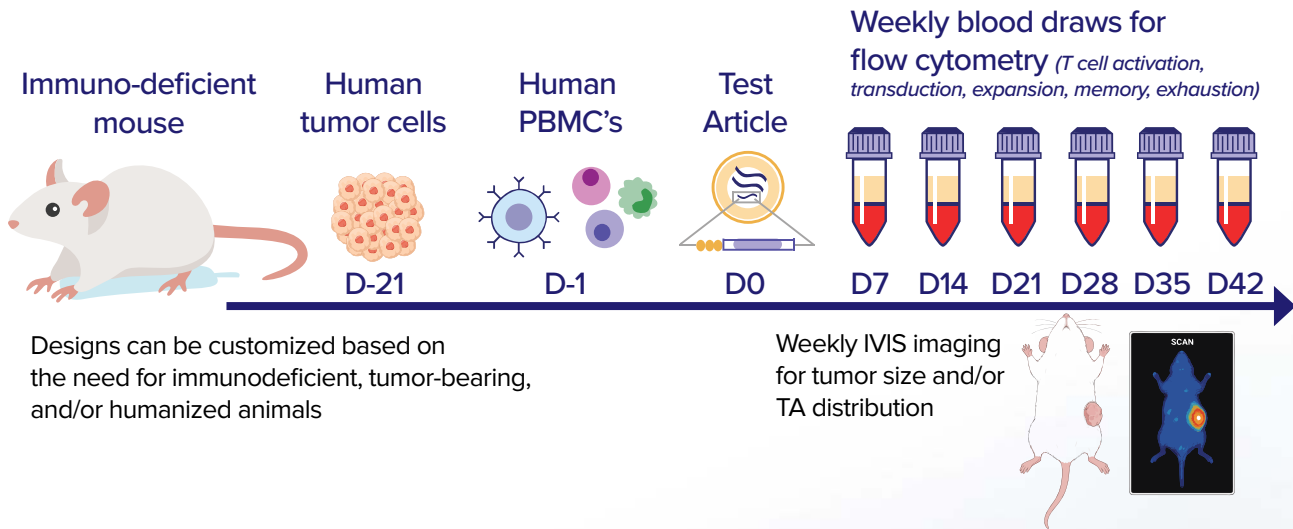 Immuno-deficient
mouse
Human
tumor cells
Human
PBMC's
Test
Article
Weekly blood draws for
flow cytometry (T cell activation,
transduction, expansion, memory, exhaustion)
D-21
D-1
D0
D7
D14
D21
D28
D35
D42
Designs can be customized based on
the need for immunodeficient, tumor-bearing,
and/or humanized animals
Weekly IVIS imaging
for tumor size and/or
TA distribution
SCAN